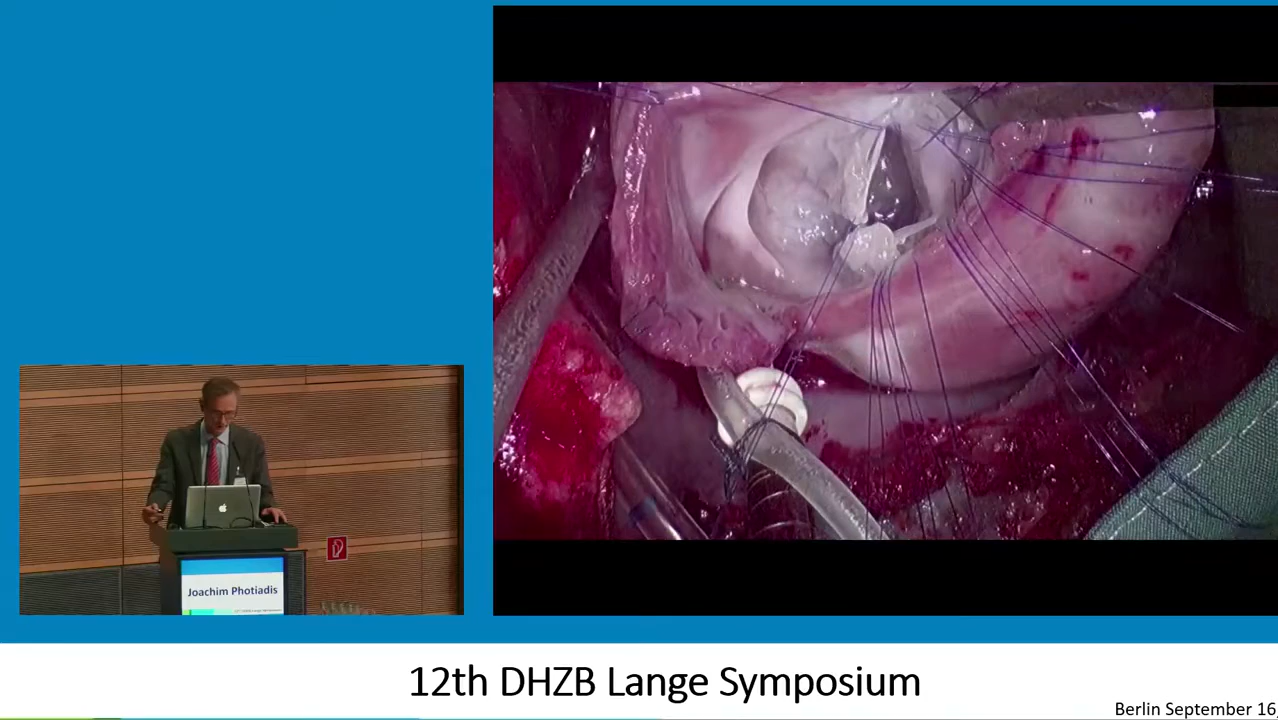 Joachim Photiadis
12th DHZB Lange Symposium
Berlin September 16,